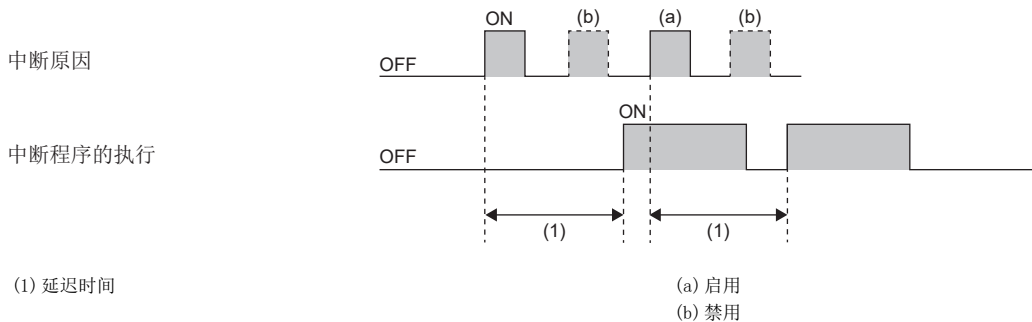 ON (b) (a) (b)
中断原因
OFF
ON
中断程序的执行
OFF
(1) (1)
(1) 延迟时间
(a) 启用
(b) 禁用